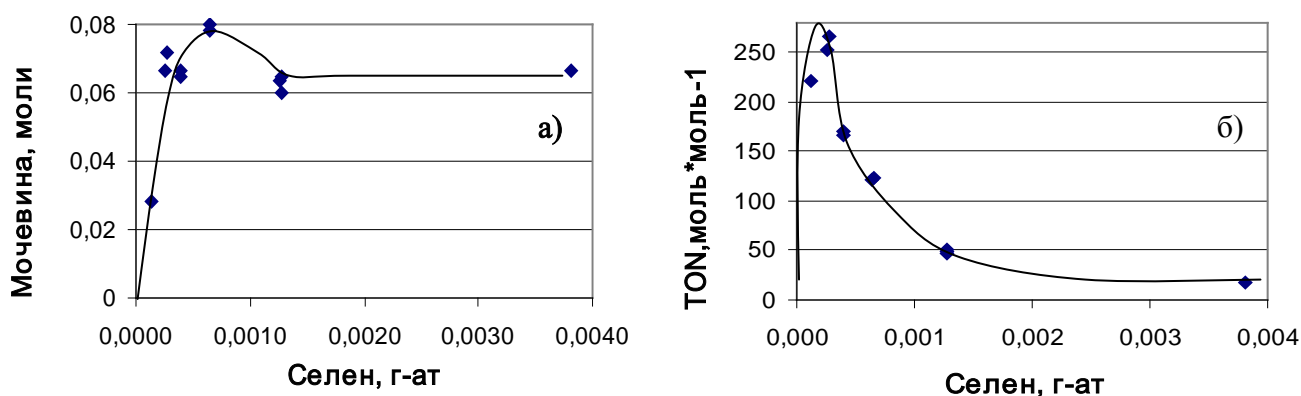 Мочевина, моли
0,08
0,06
0,04
0,02
0
а)
0,0000 0,0010 0,0020 0,0030 0,0040
Селен, г-ат
TON,моль*моль-1
250
200
150
100
50
0
б)
0,000 0,001 0,002 0,003 0,004
Селен, г-ат